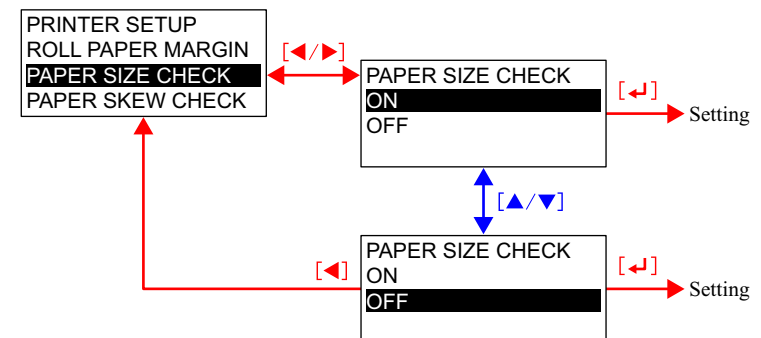 PRINTER SETUP
ROLL PAPER MARGIN
PAPER SIZE CHECK
PAPER SKEW CHECK
[◀/▶]
PAPER SIZE CHECK
ON
OFF
[↵]
Setting
[▲/▼]
PAPER SIZE CHECK
ON
OFF
[◀]
[↵]
Setting